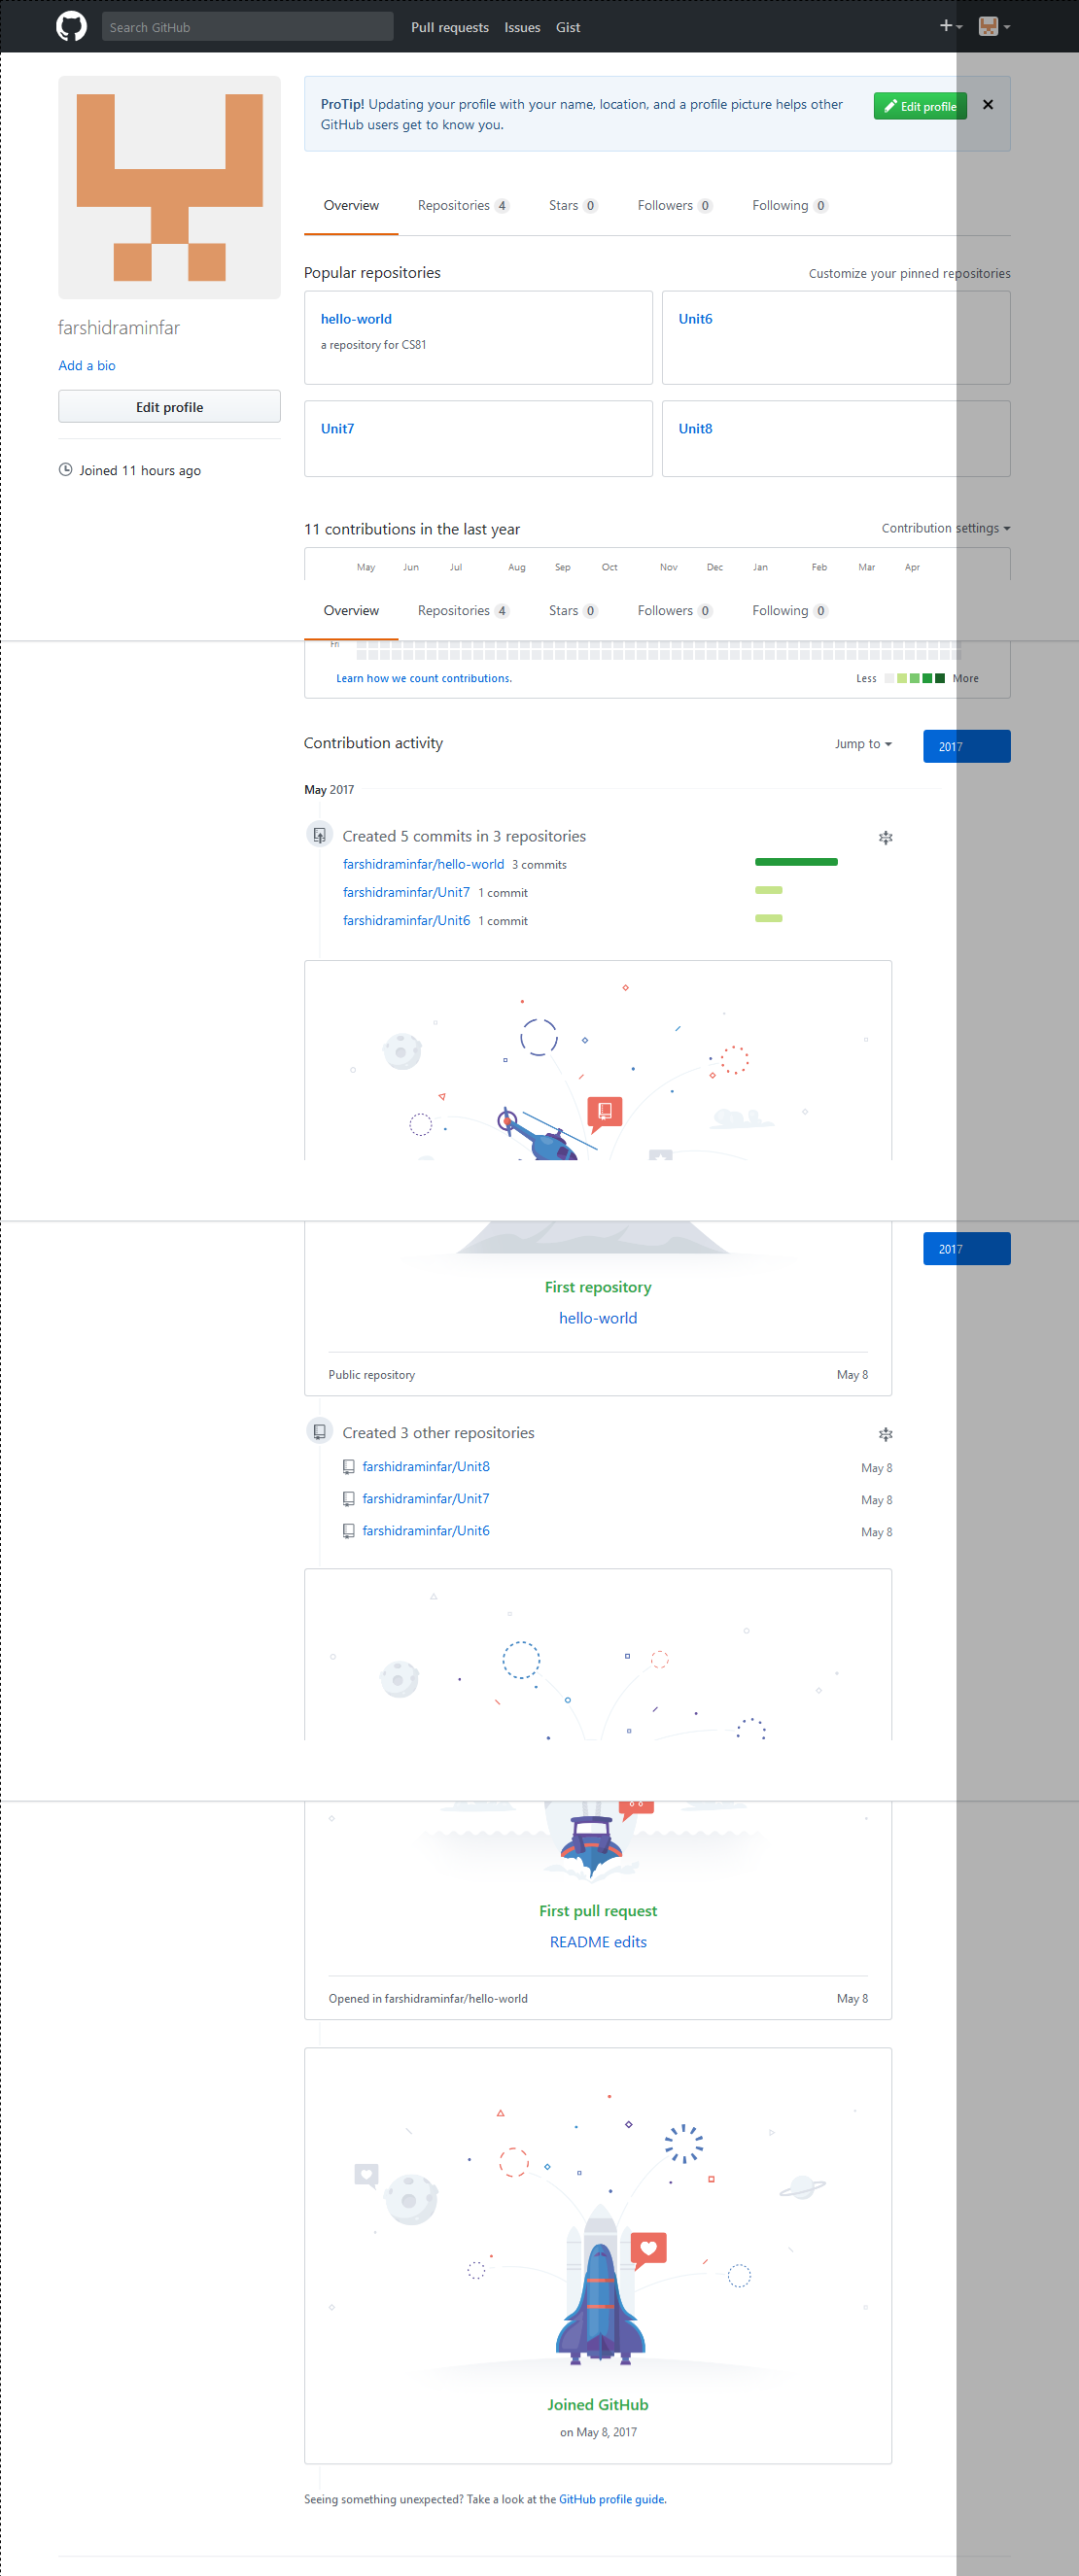 Search GitHub
Pull requests Issues Gist
ProTip! Updating your profile with your name, location, and a profile picture helps other
GitHub users get to know you.
Edit profile
Overview Repositories 4 Stars 0 Followers 0 Following 0
farshidraminfar
Add a bio
Edit profile
Joined 11 hours ago
Popular repositories
Customize your pinned repositories
hello-world
a repository for CS81
Unit6
Unit7
Unit8
11 contributions in the last year
Contribution settings
May Jun Jul Aug Sep Oct Nov Dec Jan Feb Mar Apr
Overview Repositories 4 Stars 0 Followers 0 Following 0
Fri
Learn how we count contributions.
Less More
Contribution activity
Jump to
2017
May 2017
Created 5 commits in 3 repositories
farshidraminfar/hello-world 3 commits
farshidraminfar/Unit7 1 commit
farshidraminfar/Unit6 1 commit
2017
First repository
hello-world
Public repository May 8
Created 3 other repositories
farshidraminfar/Unit8 May 8
farshidraminfar/Unit7 May 8
farshidraminfar/Unit6 May 8
First pull request
README edits
Opened in farshidraminfar/hello-world May 8
Joined GitHub
on May 8, 2017
Seeing something unexpected? Take a look at the GitHub profile guide.